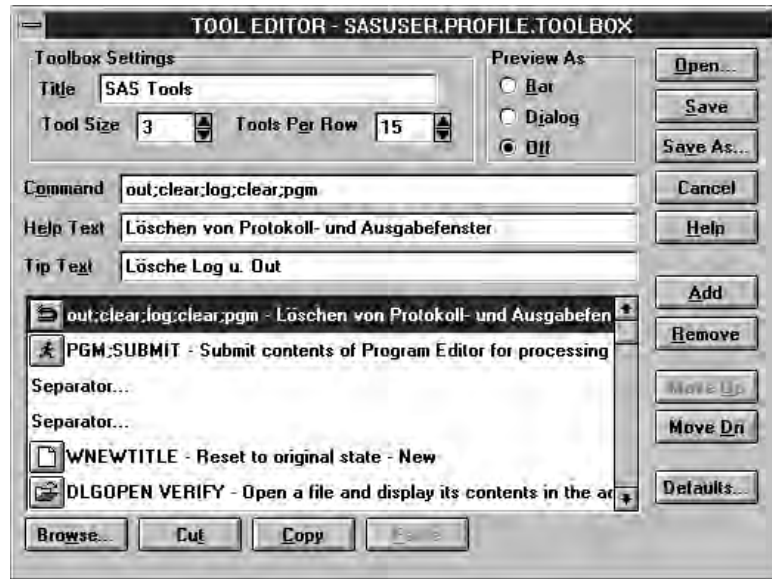 TOOL EDITOR - SASUSER.PROFILE.TOOLBOX
Toolbox Settings
Title SAS Tools
Tool Size 3 Tools Per Row 15
Preview As
Bar
Dialog
Off
Open...
Save
Save As...
Cancel
Help
Command out;clear;log;clear;pgm
Help Text Löschen von Protokoll- und Ausgabefenster
Tip Text Lösche Log u. Out
out;clear;log;clear;pgm - Löschen von Protokoll- und Ausgabefen
PGM;SUBMIT - Submit contents of Program Editor for processing
Separator...
Separator...
WNEWTITLE - Reset to original state - New
DLGOPEN VERIFY - Open a file and display its contents in the ac
Add
Remove
Move Up
Move Dn
Defaults...
Browse... Cut Copy